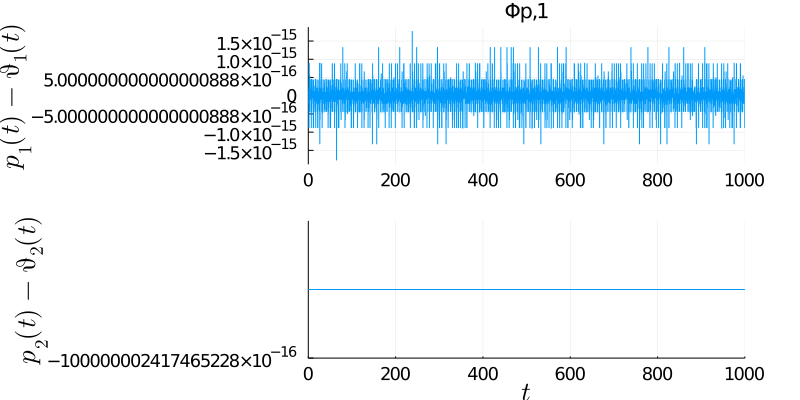 Φp,1
p₁(t) − ϑ₁(t)
1.5×10⁻¹⁵
1.0×10⁻¹⁵
5.000000000000000888×10⁻¹⁶
0
−5.000000000000000888×10⁻¹⁶
−1.0×10⁻¹⁵
−1.5×10⁻¹⁵
0 200 400 600 800 1000
p₂(t) − ϑ₂(t)
−100000002417465228×10⁻¹⁶
0 200 400 600 800 1000
t